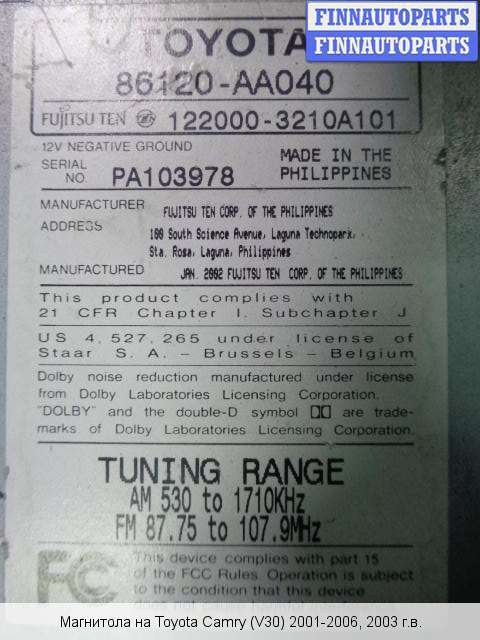 FINNAUTOPARTS
FINNAUTOPARTS
TOYOTA
86120-AA040
FUJITSU TEN 122000-3210A101
12V NEGATIVE GROUND
SERIAL NO. PA103978
MADE IN THE PHILIPPINES
MANUFACTURER FUJITSU TEN CORP. OF THE PHILIPPINES
ADDRESS 100 South Science Avenue, Laguna Technopark,
Sta. Rosa, Laguna, Philippines
MANUFACTURED JAN. 2002 FUJITSU TEN CORP. OF THE PHILIPPINES
This product complies with
21 CFR Chapter I. Subchapter J
US 4,527,265 under license of
Staar S. A. – Brussels – Belgium
Dolby noise reduction manufactured under license
from Dolby Laboratories Licensing Corporation.
"DOLBY" and the double-D symbol are trade-
marks of Dolby Laboratories Licensing Corporation.
TUNING RANGE
AM 530 to 1710KHz
FM 87.75 to 107.9MHz
FC This device complies with part 15
of the FCC Rules. Operation is subject
to the condition that this device
does not cause harmful
Магнитола на Toyota Camry (V30) 2001-2006, 2003 г.в.